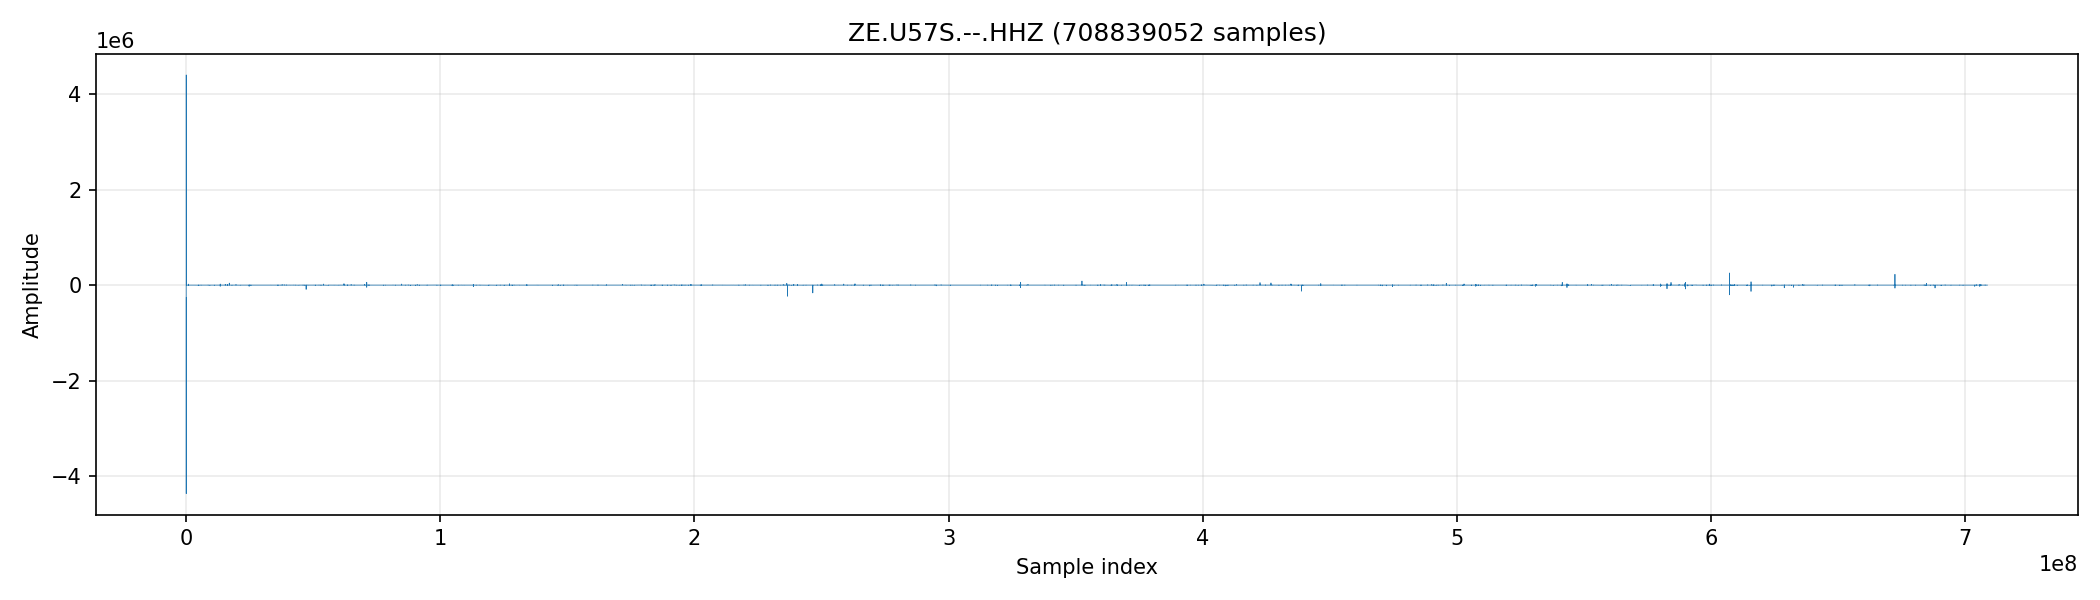 ZE.U57S.--.HHZ (708839052 samples)
1e6
4
2
0
−2
−4
Amplitude
0 1 2 3 4 5 6 7
Sample index
1e8